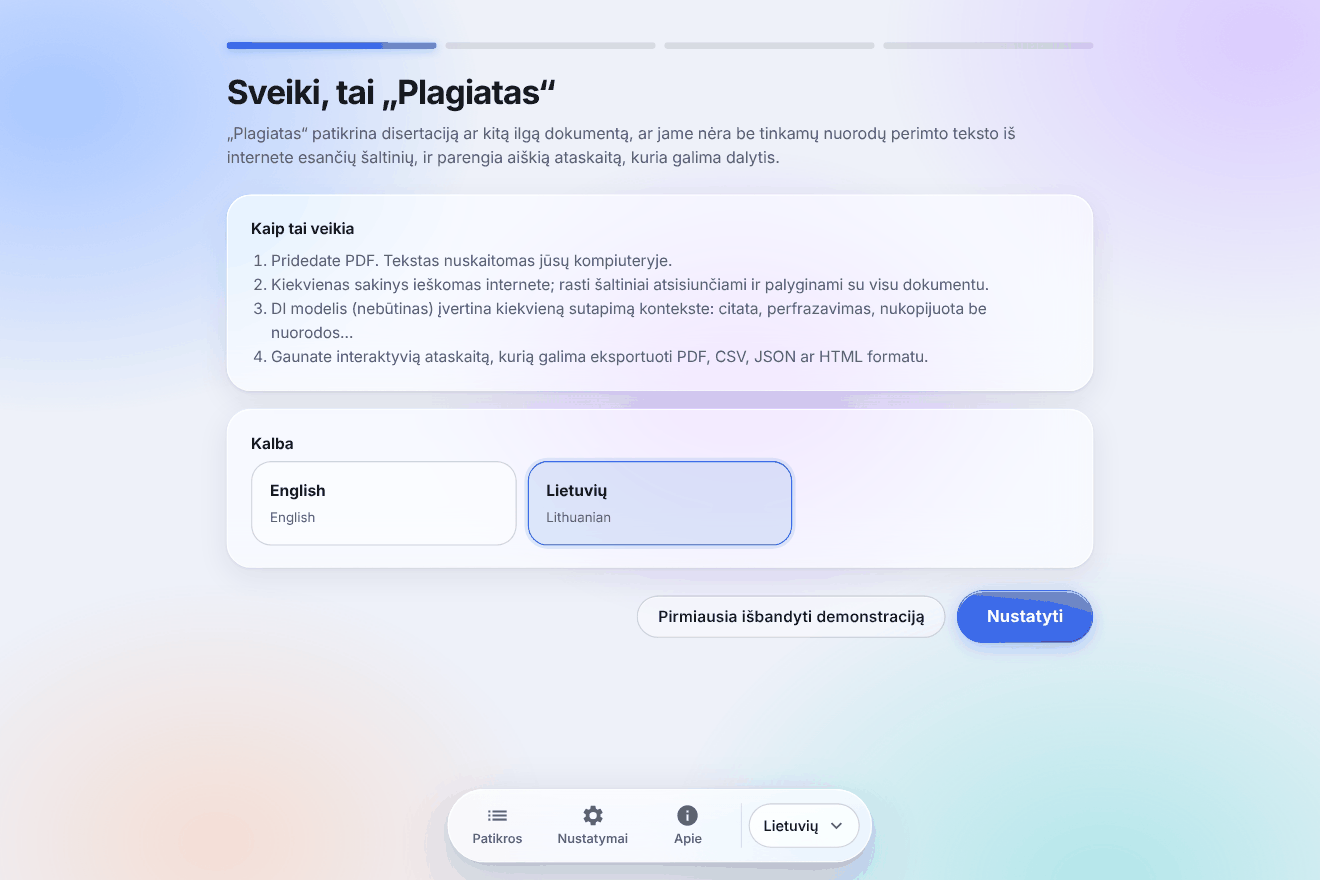 Sveiki, tai „Plagiatas“
„Plagiatas“ patikrina disertaciją ar kitą ilgą dokumentą, ar jame nėra be tinkamų nuorodų perimto teksto iš
internete esančių šaltinių, ir parengia aiškią ataskaitą, kuria galima dalytis.
Kaip tai veikia
1. Pridedate PDF. Tekstas nuskaitomas jūsų kompiuteryje.
2. Kiekvienas sakinys ieškomas internete; rasti šaltiniai atsisiunčiami ir palyginami su visu dokumentu.
3. DI modelis (nebūtinas) įvertina kiekvieną sutapimą kontekste: citata, perfrazavimas, nukopijuota be
nuorodos…
4. Gaunate interaktyvią ataskaitą, kurią galima eksportuoti PDF, CSV, JSON ar HTML formatu.
Kalba
English
English
Lietuvių
Lithuanian
Pirmiausia išbandyti demonstraciją
Nustatyti
Patikros
Nustatymai
Apie
Lietuvių